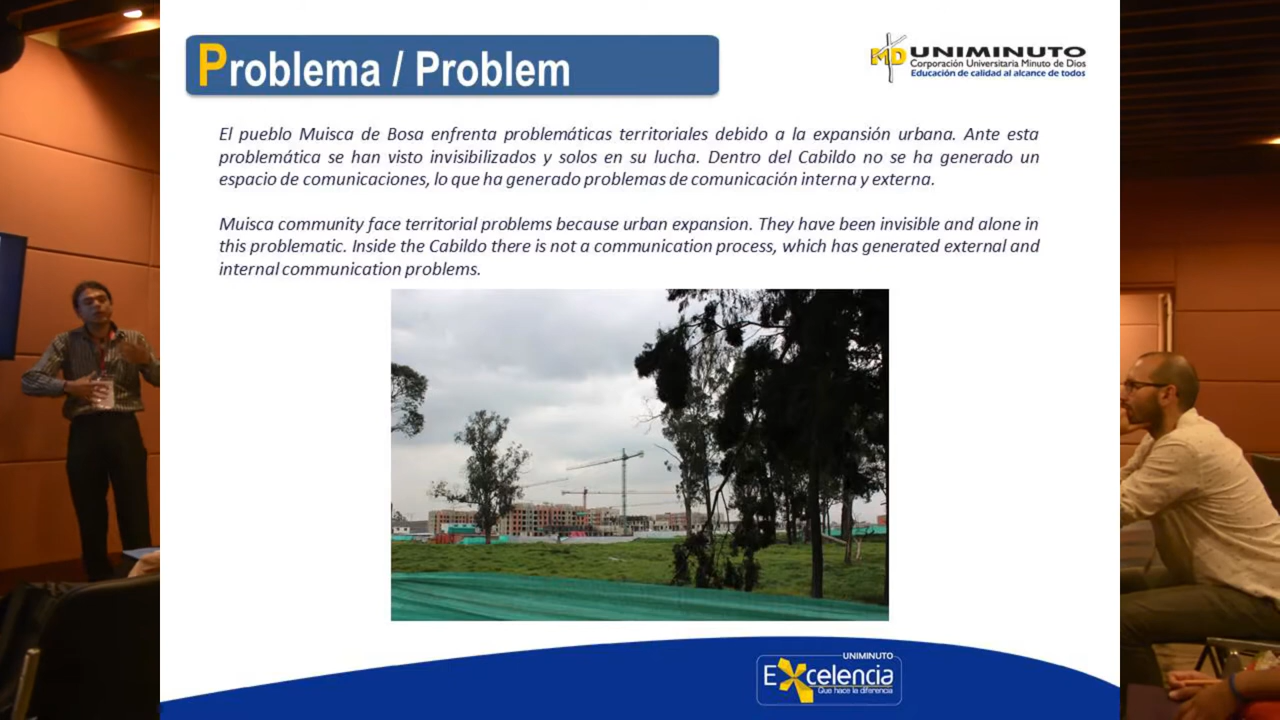 Problema / Problem
MD UNIMINUTO
Corporación Universitaria Minuto de Dios
Educación de calidad al alcance de todos
El pueblo Muisca de Bosa enfrenta problemáticas territoriales debido a la expansión urbana. Ante esta
problemática se han visto invisibilizados y solos en su lucha. Dentro del Cabildo no se ha generado un
espacio de comunicaciones, lo que ha generado problemas de comunicación interna y externa.
Muisca community face territorial problems because urban expansion. They have been invisible and alone in
this problematic. Inside the Cabildo there is not a communication process, which has generated external and
internal communication problems.
UNIMINUTO
Excelencia
Que hace la diferencia